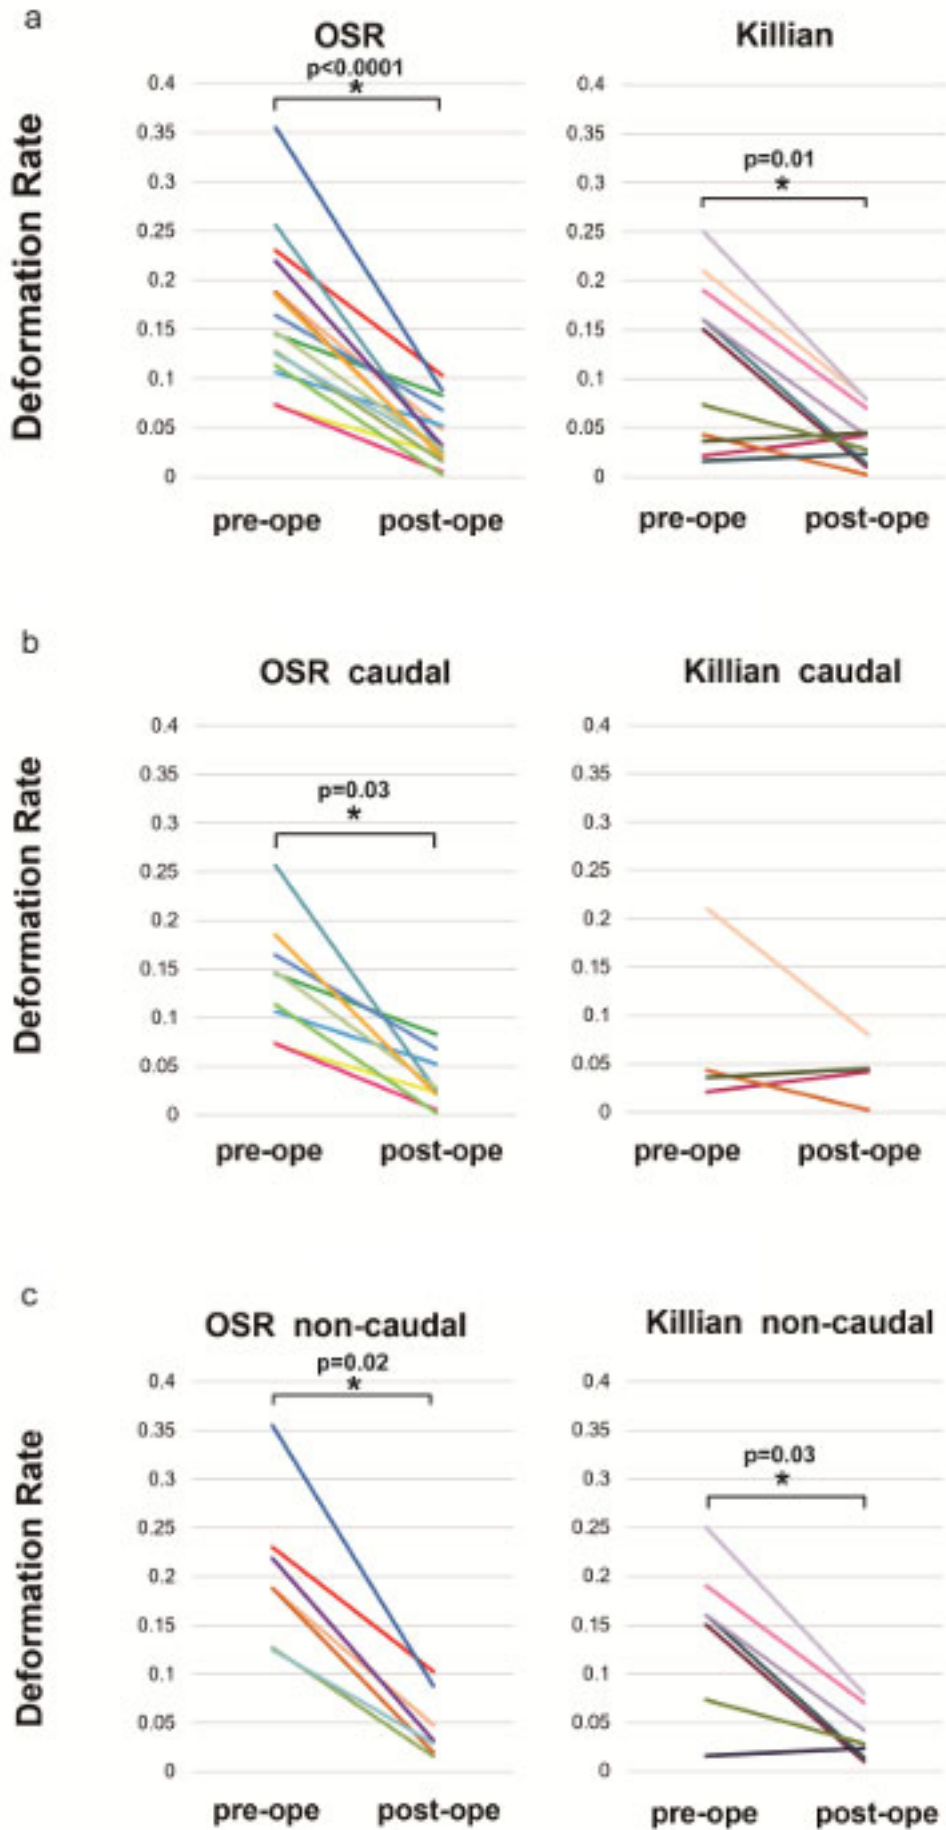 a
OSR
Killian
p<0.0001
*
p=0.01
*
Deformation Rate
0.4
0.35
0.3
0.25
0.2
0.15
0.1
0.05
0
0.4
0.35
0.3
0.25
0.2
0.15
0.1
0.05
0
pre-ope post-ope
pre-ope post-ope
b
OSR caudal
Killian caudal
p=0.03
*
Deformation Rate
0.4
0.35
0.3
0.25
0.2
0.15
0.1
0.05
0
0.4
0.35
0.3
0.25
0.2
0.15
0.1
0.05
0
pre-ope post-ope
pre-ope post-ope
c
OSR non-caudal
Killian non-caudal
p=0.02
*
p=0.03
*
Deformation Rate
0.4
0.35
0.3
0.25
0.2
0.15
0.1
0.05
0
0.4
0.35
0.3
0.25
0.2
0.15
0.1
0.05
0
pre-ope post-ope
pre-ope post-ope